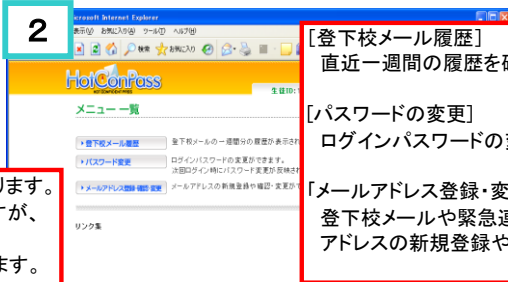 2
crosoft Internet Explorer
表示(V) お気に入り(A) ツール(T) ヘルプ(H)
検索 お気に入り
HotConPass
生徒ID:
メニュー 一覧
登下校メール履歴 登下校メールの一週間分の履歴が表示され
パスワード変更 ログインパスワードの変更ができます。
次回ログイン時にパスワード変更が反映され
メールアドレス登録・確認・変更 メールアドレスの新規登録や確認・変更がで
リンク集
[登下校メール履歴]
直近一週間の履歴を確
[パスワードの変更]
ログインパスワードの変
「メールアドレス登録・変
登下校メールや緊急連
アドレスの新規登録や
ります。
すが、
ます。